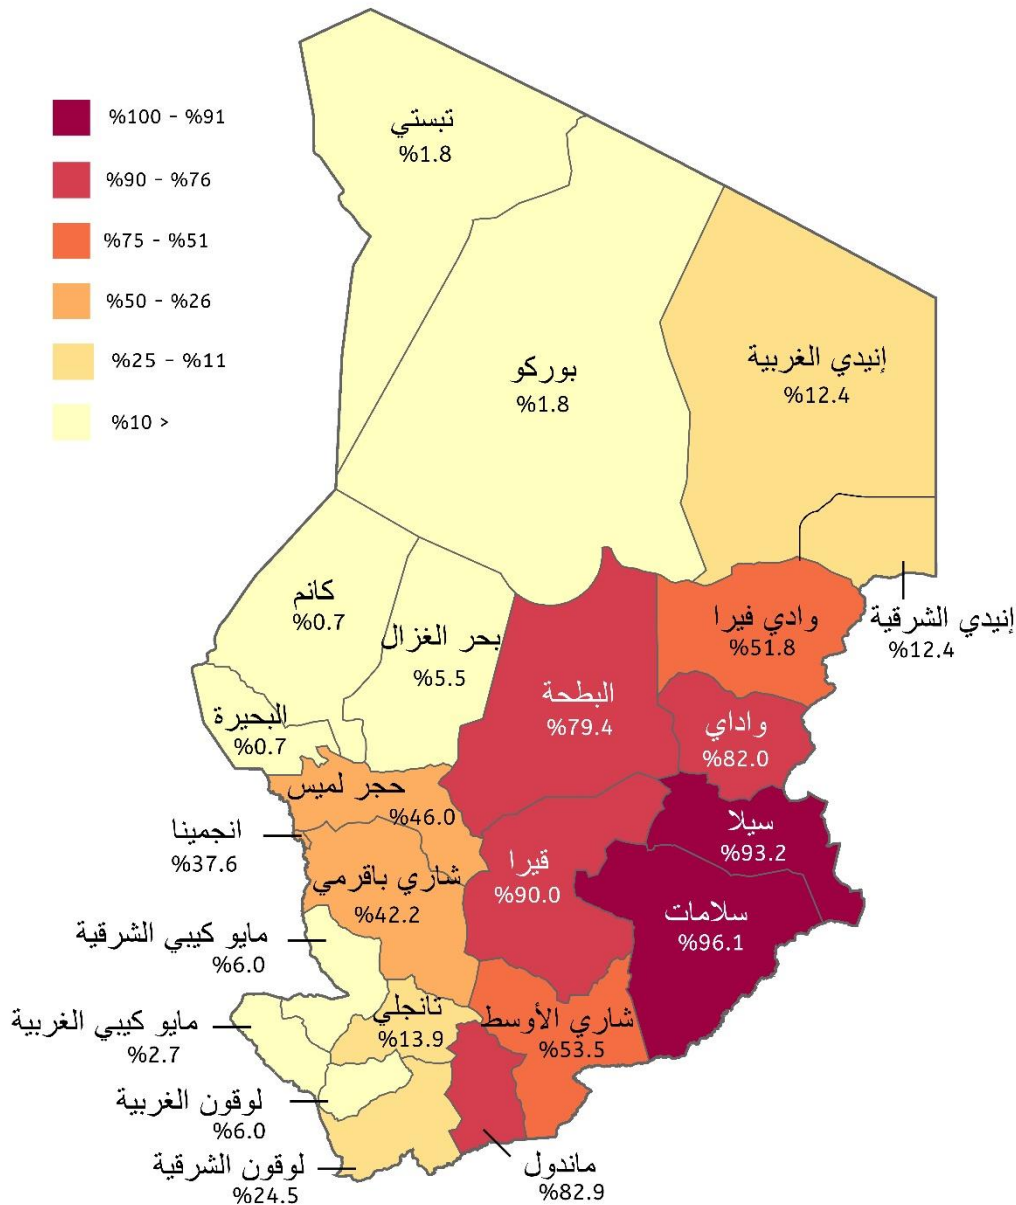 %100 - %91
%90 - %76
%75 - %51
%50 - %26
%25 - %11
%10 >
تبستي
%1.8
بوركو
%1.8
إنيدي الغربية
%12.4
إنيدي الشرقية
%12.4
كانم
%0.7
بحر الغزال
%5.5
وادي فيرا
%51.8
البطحة
%79.4
واداي
%82.0
البحيرة
%0.7
حجر لميس
%46.0
سيلا
%93.2
انجمينا
%37.6
شاري باقرمي
%42.2
قيرا
%90.0
سلامات
%96.1
مايو كيبي الشرقية
%6.0
مايو كيبي الغربية
%2.7
تانجلي
%13.9
شاري الأوسط
%53.5
لوقون الغربية
%6.0
لوقون الشرقية
%24.5
ماندول
%82.9